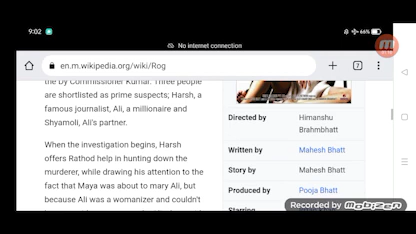 9:02
66%
No internet connection
en.m.wikipedia.org/wiki/Rog
7
the Dy Commissioner Kumar. Three people
are shortlisted as prime suspects; Harsh, a
famous journalist, Ali, a millionaire and
Shyamoli, Ali's partner.
When the investigation begins, Harsh
offers Rathod help in hunting down the
murderer, while drawing his attention to the
fact that Maya was about to mary Ali, but
because Ali was a womanizer and couldn't
Directed by
Himanshu
Brahmbhatt
Written by
Mahesh Bhatt
Story by
Mahesh Bhatt
Produced by
Pooja Bhatt
Starring
Recorded by Mobizen